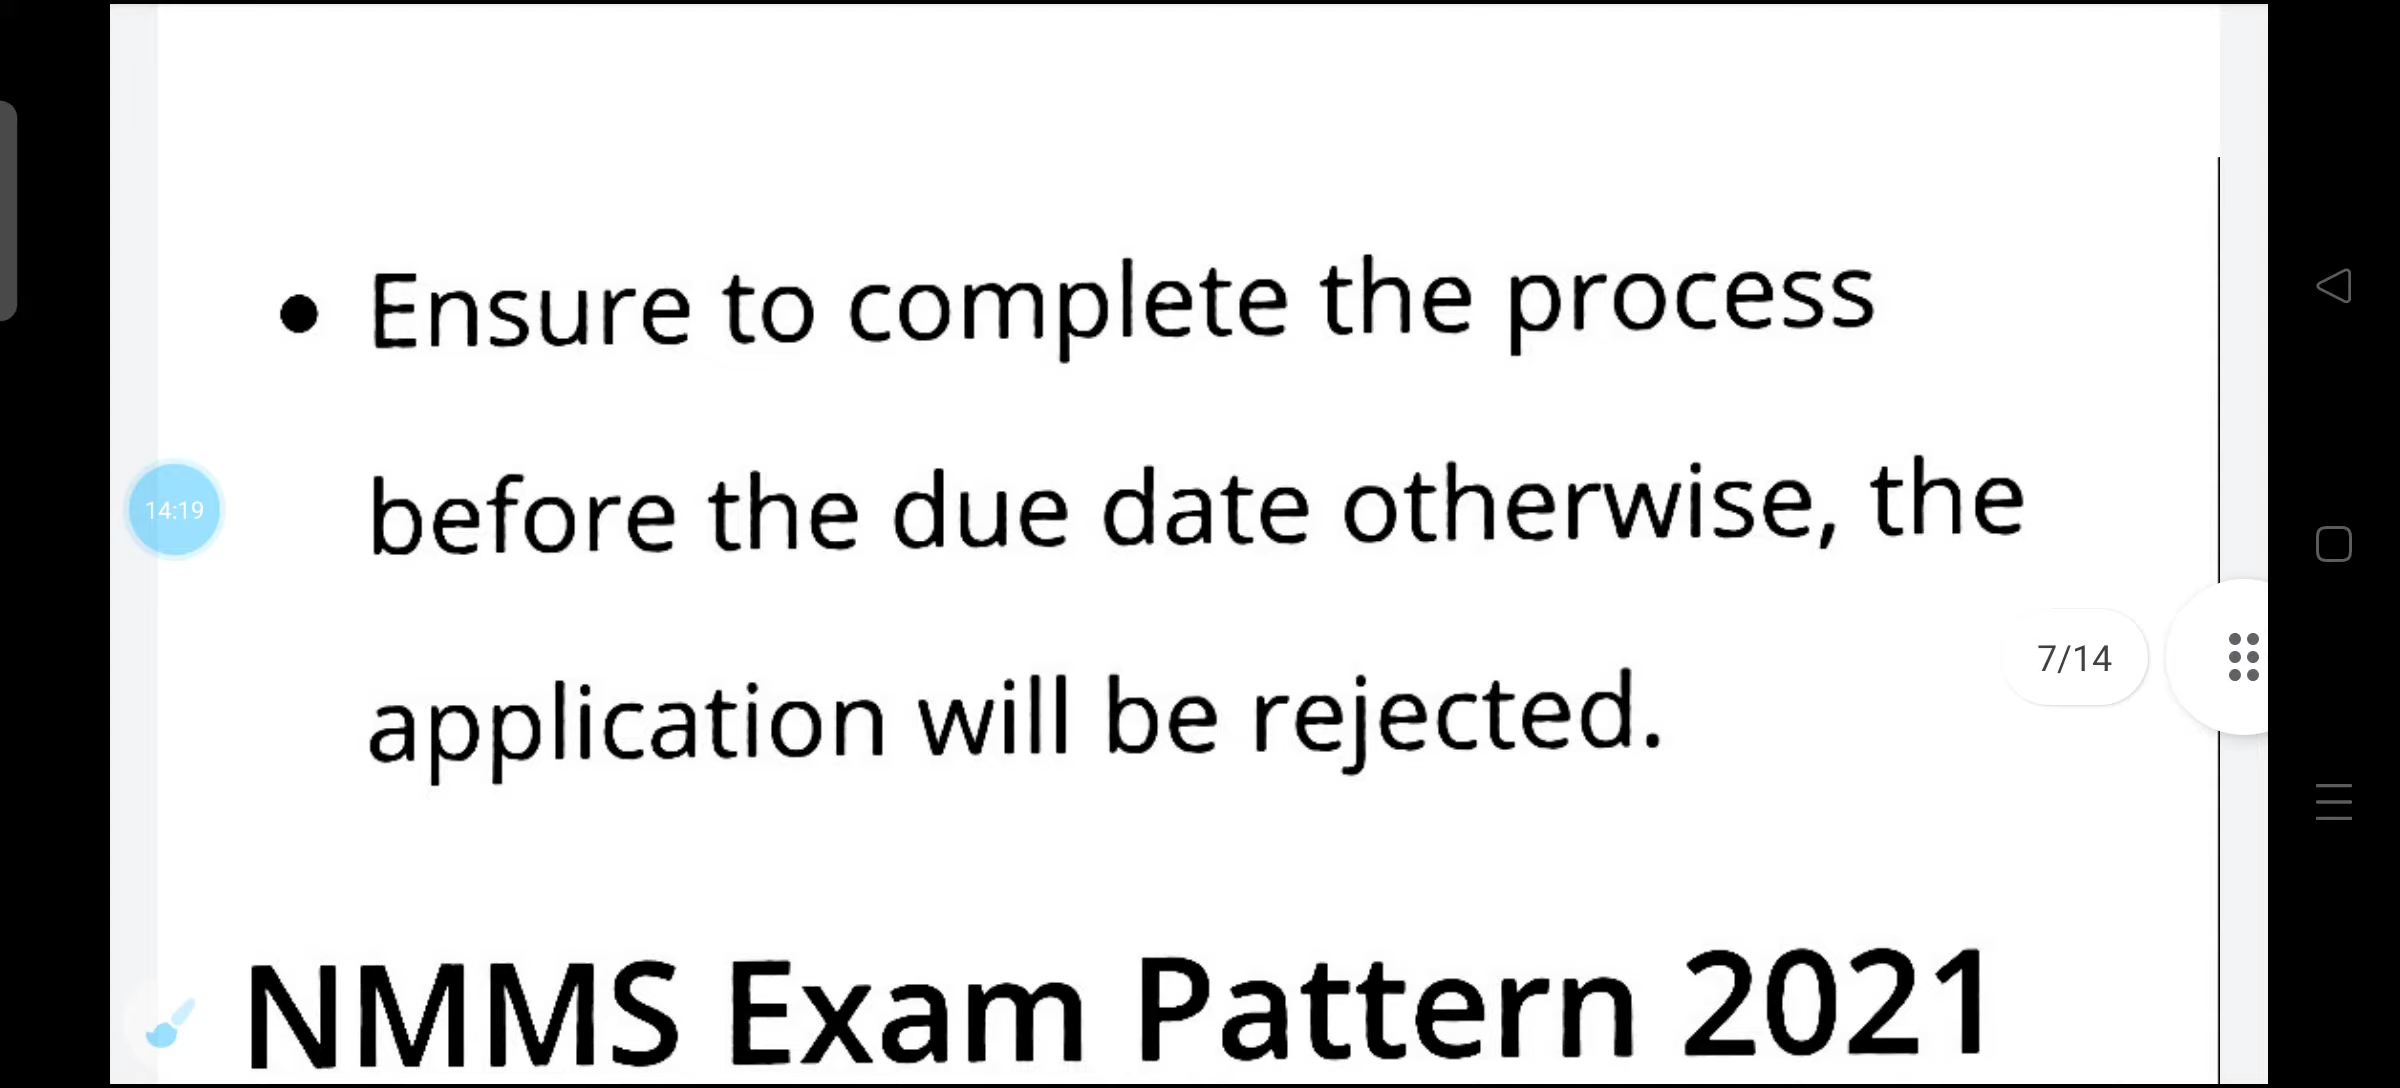 • Ensure to complete the process
before the due date otherwise, the
14:19
7/14
application will be rejected.
NMMS Exam Pattern 2021